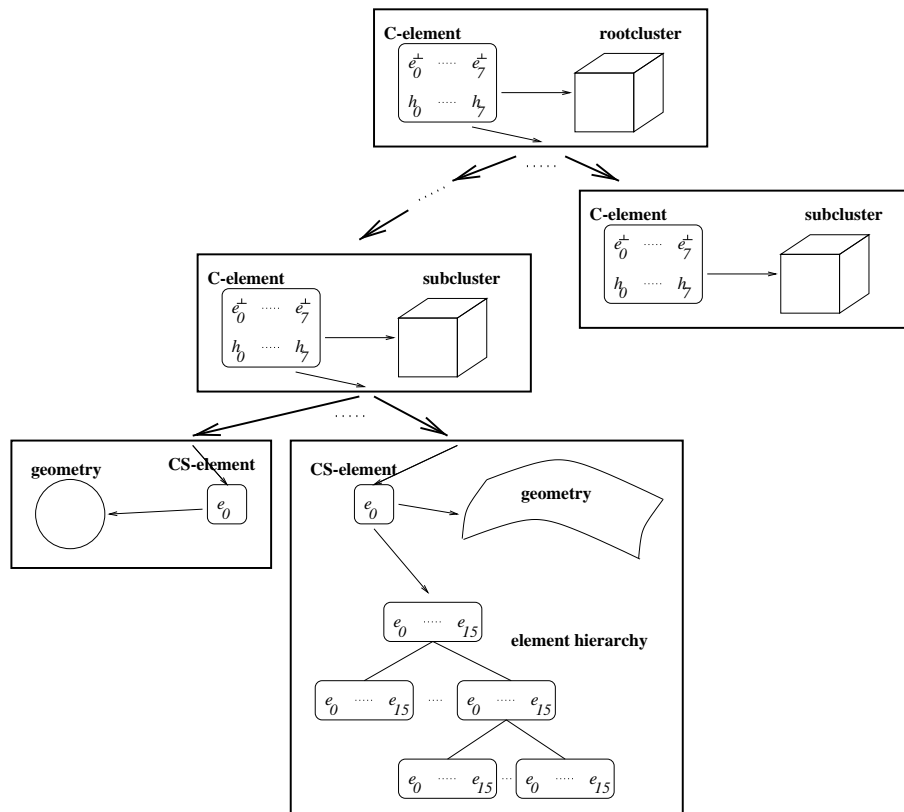 C-element rootcluster
e₀⊥ ..... e₇⊥
h₀ ..... h₇
.....
.....
C-element subcluster
e₀⊥ ..... e₇⊥
h₀ ..... h₇
C-element subcluster
e₀⊥ ..... e₇⊥
h₀ ..... h₇
.....
geometry CS-element
e₀
CS-element geometry
e₀
e₀ ..... e₁₅
element hierarchy
e₀ ..... e₁₅ .... e₀ ..... e₁₅
e₀ ..... e₁₅ ... e₀ ..... e₁₅